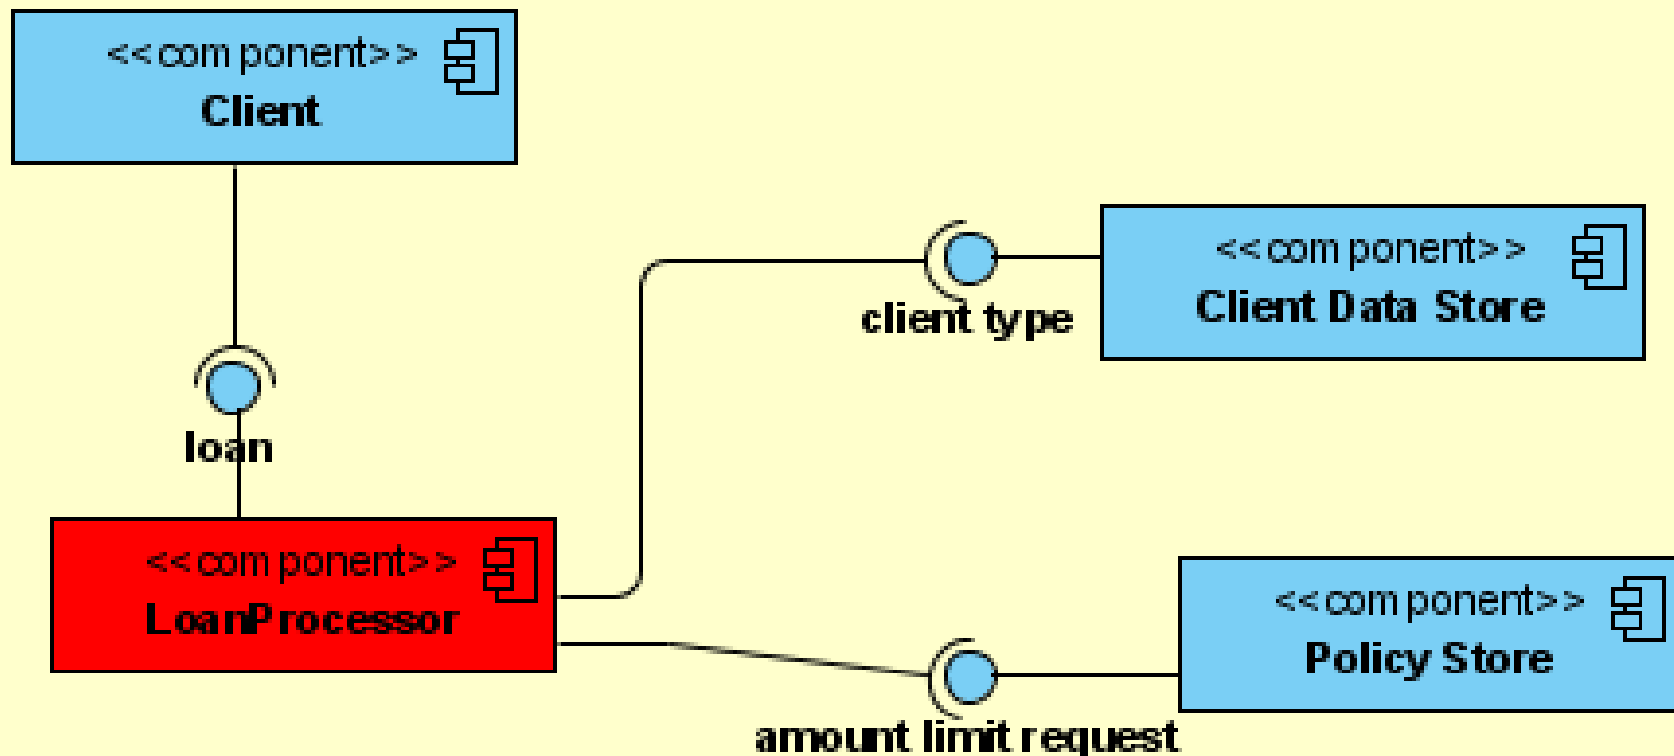 <<component>>
Client
<<component>>
Client Data Store
client type
loan
<<component>>
LoanProcessor
<<component>>
Policy Store
amount limit request